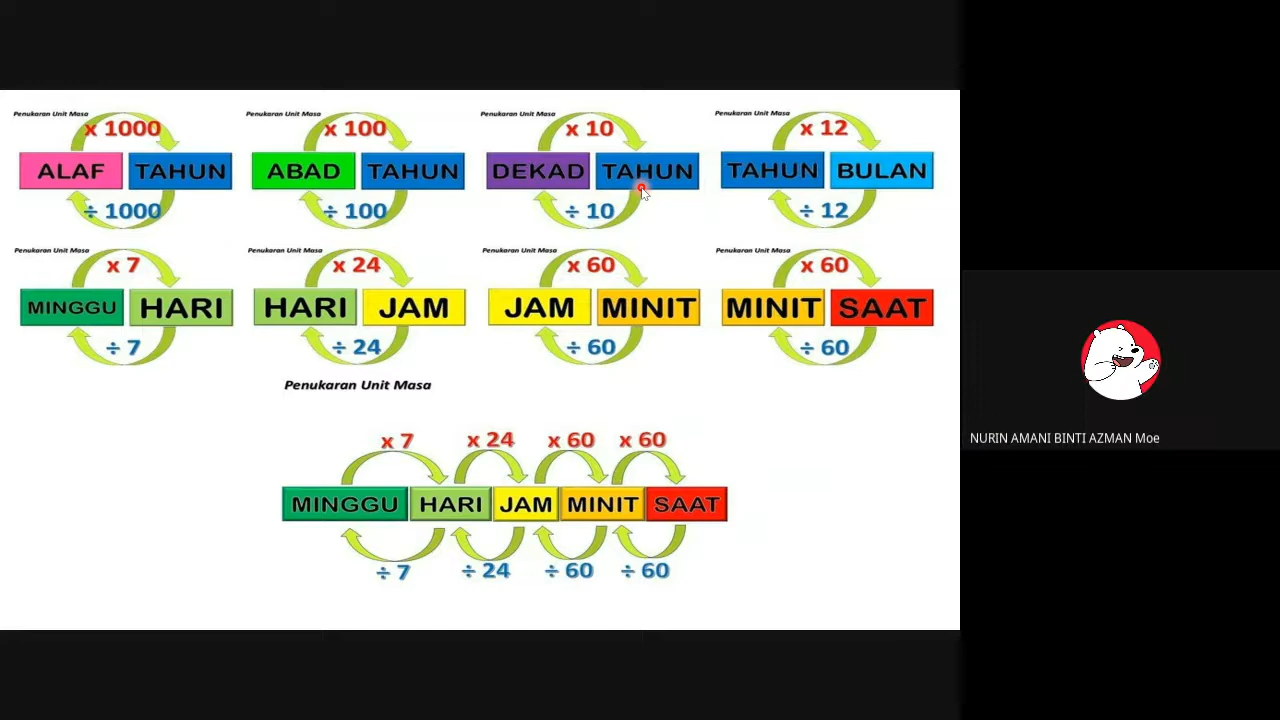 Penukaran Unit Masa
x 1000
ALAF TAHUN
÷ 1000
Penukaran Unit Masa
x 100
ABAD TAHUN
÷ 100
Penukaran Unit Masa
x 10
DEKAD TAHUN
÷ 10
Penukaran Unit Masa
x 12
TAHUN BULAN
÷ 12
Penukaran Unit Masa
x 7
MINGGU HARI
÷ 7
Penukaran Unit Masa
x 24
HARI JAM
÷ 24
Penukaran Unit Masa
x 60
JAM MINIT
÷ 60
Penukaran Unit Masa
x 60
MINIT SAAT
÷ 60
Penukaran Unit Masa
x 7 x 24 x 60 x 60
MINGGU HARI JAM MINIT SAAT
÷ 7 ÷ 24 ÷ 60 ÷ 60
NURIN AMANI BINTI AZMAN Moe